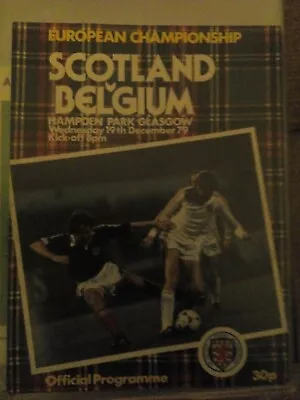 EUROPEAN CHAMPIONSHIP
SCOTLAND
V
BELGIUM
HAMPDEN PARK GLASGOW
Wednesday 19th December 79
Kick-off 8pm
Official Programme
30p